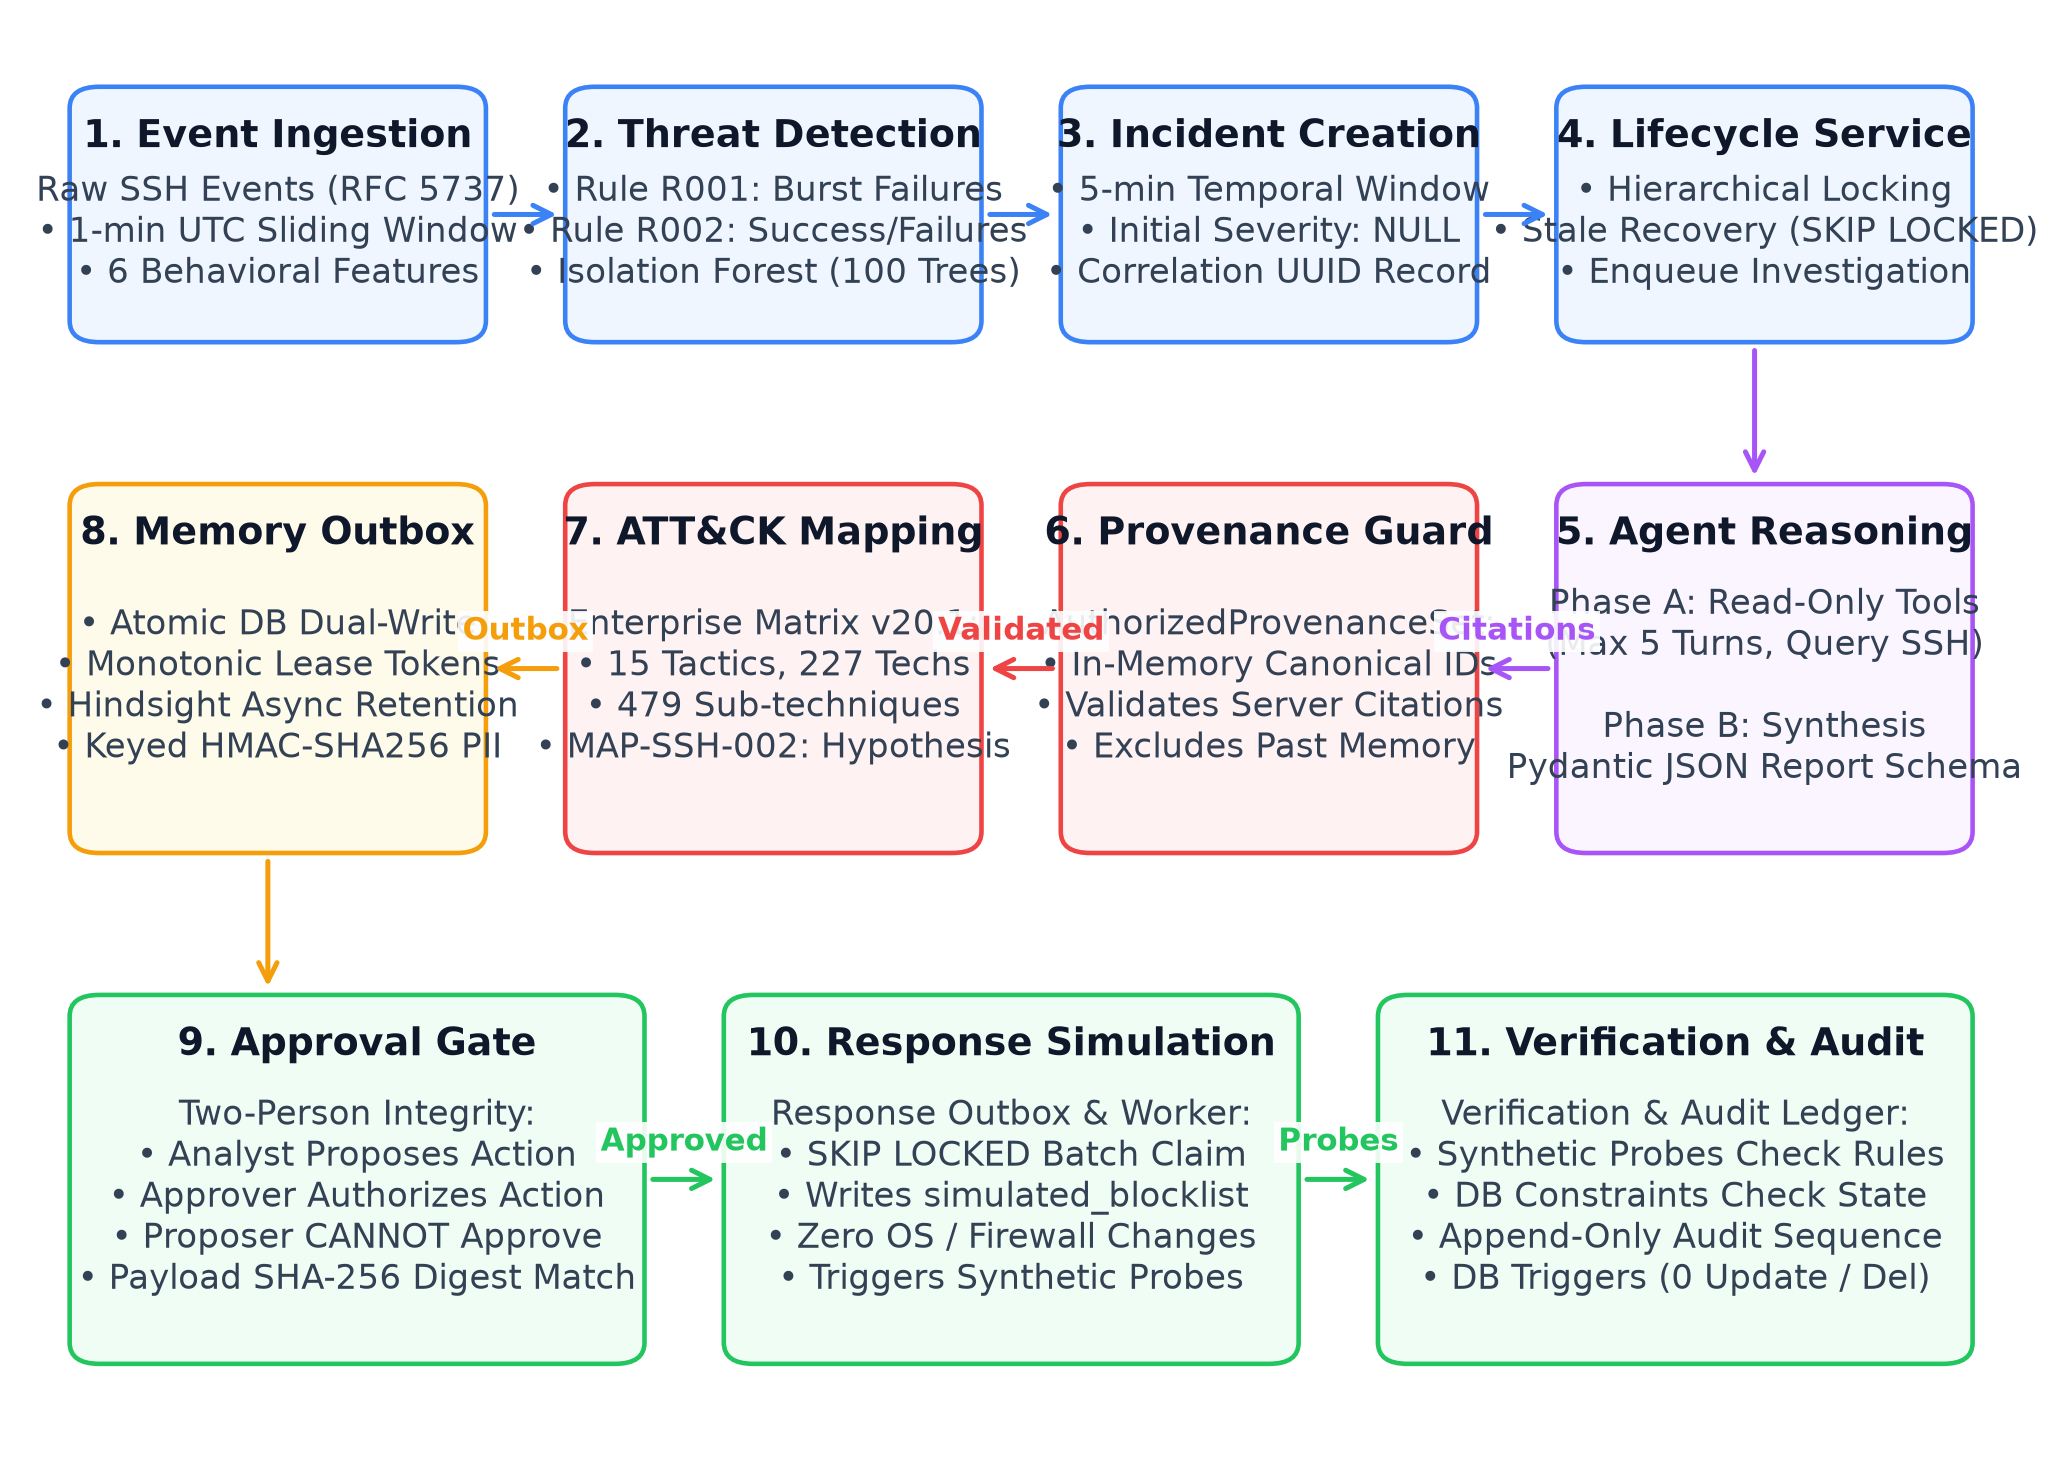 1. Event Ingestion
Raw SSH Events (RFC 5737)
• 1-min UTC Sliding Window
• 6 Behavioral Features
2. Threat Detection
• Rule R001: Burst Failures
• Rule R002: Success/Failures
• Isolation Forest (100 Trees)
3. Incident Creation
• 5-min Temporal Window
• Initial Severity: NULL
• Correlation UUID Record
4. Lifecycle Service
• Hierarchical Locking
• Stale Recovery (SKIP LOCKED)
• Enqueue Investigation
8. Memory Outbox
• Atomic DB Dual-Write
• Monotonic Lease Tokens
• Hindsight Async Retention
• Keyed HMAC-SHA256 PII
Outbox
7. ATT&CK Mapping
Enterprise Matrix
• 15 Tactics, 227 Techs
• 479 Sub-techniques
• MAP-SSH-002: Hypothesis
Validated
6. Provenance Guard
• In-Memory Canonical IDs
• Validates Server Citations
• Excludes Past Memory
Citations
5. Agent Reasoning
Phase A: Read-Only Tools
(Max 5 Turns, Query SSH)
Phase B: Synthesis
Pydantic JSON Report Schema
9. Approval Gate
Two-Person Integrity:
• Analyst Proposes Action
• Approver Authorizes Action
• Proposer CANNOT Approve
• Payload SHA-256 Digest Match
Approved
10. Response Simulation
Response Outbox & Worker:
• SKIP LOCKED Batch Claim
• Writes simulated_blocklist
• Zero OS / Firewall Changes
• Triggers Synthetic Probes
Probes
11. Verification & Audit
Verification & Audit Ledger:
• Synthetic Probes Check Rules
• DB Constraints Check State
• Append-Only Audit Sequence
• DB Triggers (0 Update / Del)